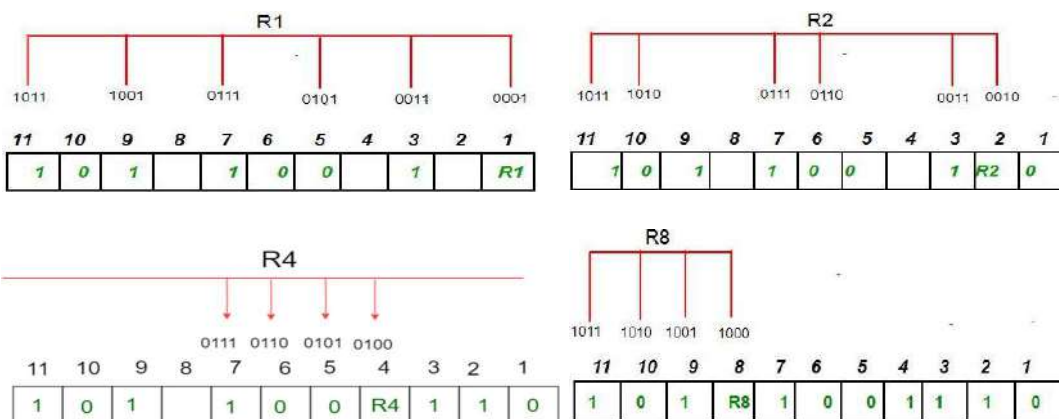 R1
1011 1001 0111 0101 0011 0001
11 10 9 8 7 6 5 4 3 2 1
1 0 1 1 0 0 1 R1
R2
1011 1010 0111 0110 0011 0010
11 10 9 8 7 6 5 4 3 2 1
1 0 1 1 0 0 1 R2 0
R4
0111 0110 0101 0100
11 10 9 8 7 6 5 4 3 2 1
1 0 1 1 0 0 R4 1 1 0
R8
1011 1010 1001 1000
11 10 9 8 7 6 5 4 3 2 1
1 0 1 R8 1 0 0 1 1 1 0